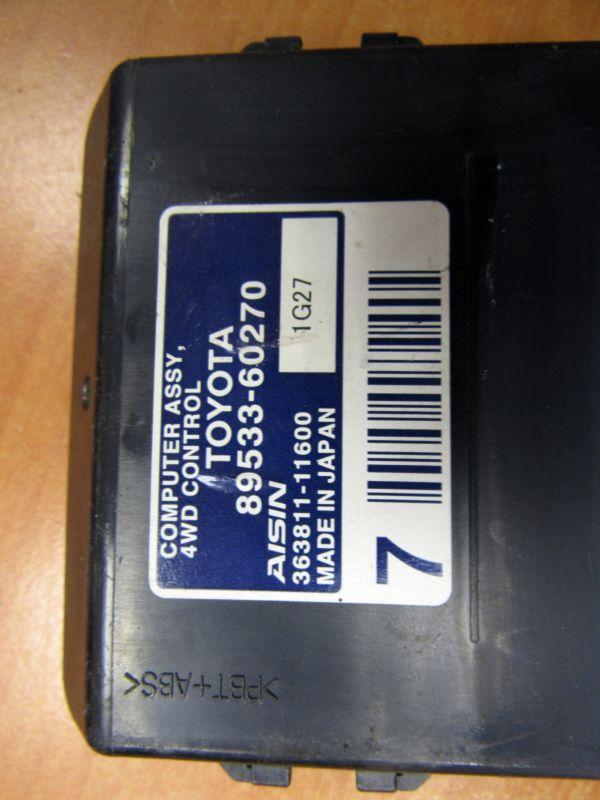 COMPUTER ASSY,
4WD CONTROL
TOYOTA
89533-60270
AISIN
363811-11600
MADE IN JAPAN
1G27
7
>PBT+ABS<